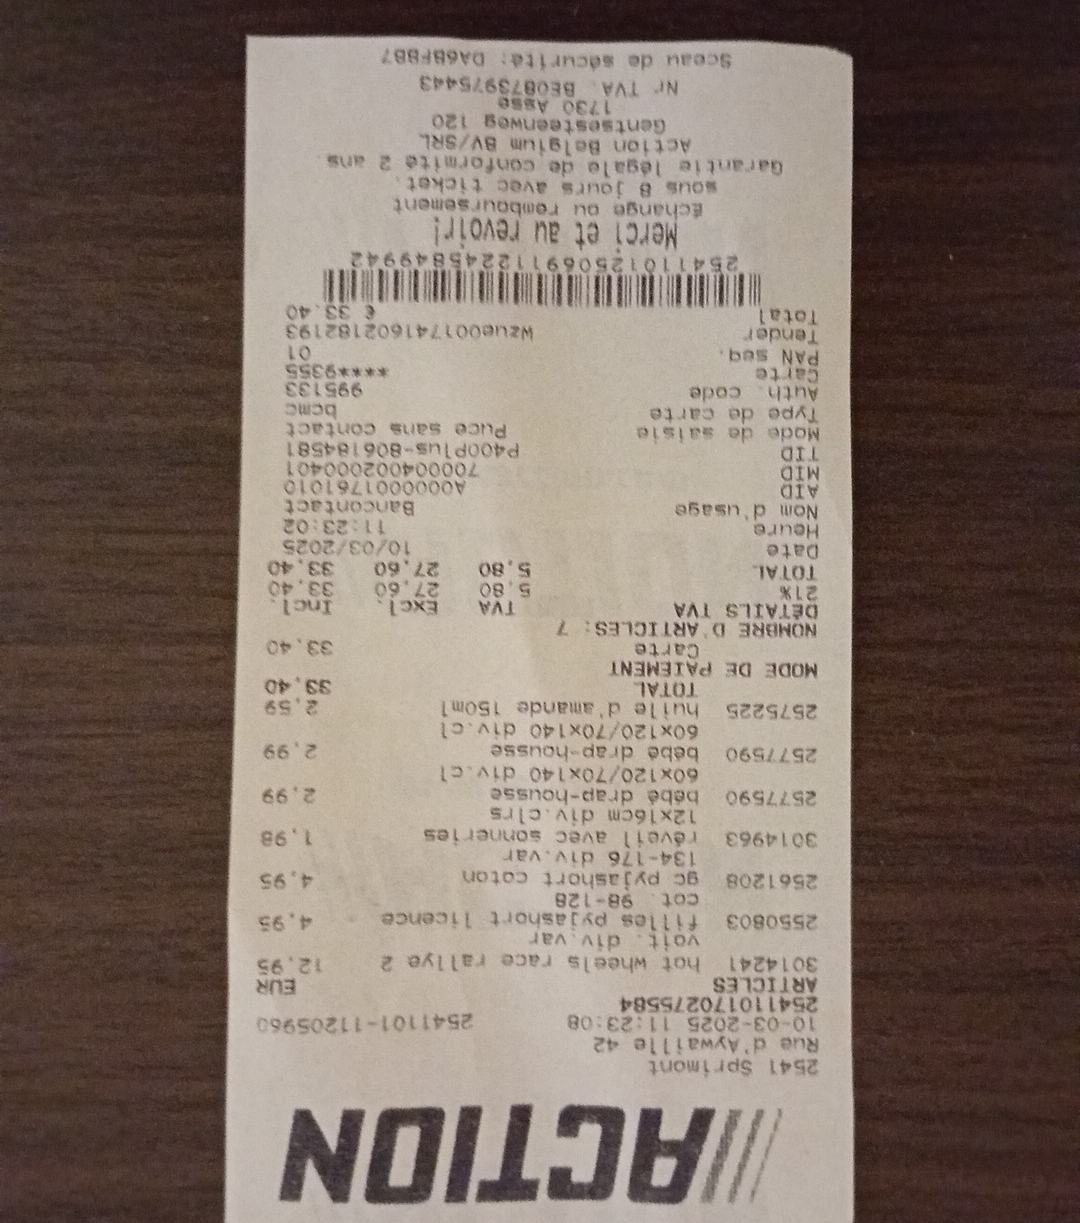 ACTION
2541 Sprimont
Rue d'Aywaille 42
10-03-2025 11:23:08 2541101-11205960
2541101702755​84
ARTICLES EUR
3014241 hot wheels race rallye 2 12,95
voit. div.var
2550803 filles pyjashort licence 4,95
cot. 98-128
2561208 gc pyjashort coton 4,95
134-176 div.var
3014963 réveil avec sonneries 1,98
12x16cm div.clrs
2577590 bébé drap-housse 2,99
60x120/70x140 div.cl
2577590 bébé drap-housse 2,99
60x120/70x140 div.cl
2575225 huile d'amande 150ml 2,59
TOTAL 33,40
MODE DE PAIEMENT
Carte 33,40
NOMBRE D'ARTICLES: 7
DÉTAILS TVA TVA Excl. Incl.
21% 5,80 27,60 33,40
TOTAL 5,80 27,60 33,40
Date 10/03/2025
Heure 11:23:02
Nom d'usage Bancontact
AID A0000001761010
MID 700004002000401
TID P400Plus-806184581
Mode de saisie Puce sans contact
Type de carte bcmc
Auth. code 995133
Carte ****9355
PAN seq. 01
Tender Wzue001741602182193
Total € 33.40
2541101250691122458499​42
Merci et au revoir!
Échange ou remboursement
sous 8 jours avec ticket.
Garantie légale de conformité 2 ans.
Action Belgium BV/SRL
Gentsesteenweg 120
1730 Asse
Nr TVA. BE0873975443
Sceau de sécurité: DA6BFBB7